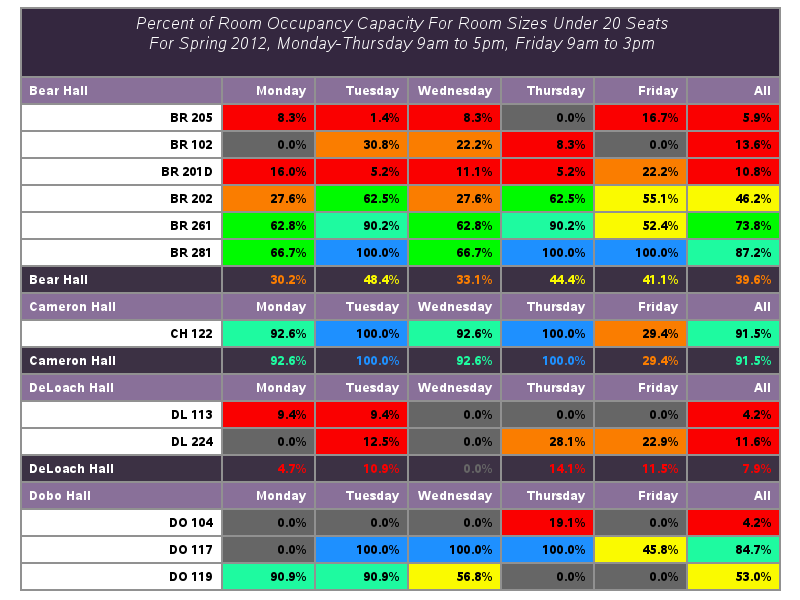 Percent of Room Occupancy Capacity For Room Sizes Under 20 Seats
For Spring 2012, Monday-Thursday 9am to 5pm, Friday 9am to 3pm
Bear Hall Monday Tuesday Wednesday Thursday Friday All
BR 205 8.3% 1.4% 8.3% 0.0% 16.7% 5.9%
BR 102 0.0% 30.8% 22.2% 8.3% 0.0% 13.6%
BR 201D 16.0% 5.2% 11.1% 5.2% 22.2% 10.8%
BR 202 27.6% 62.5% 27.6% 62.5% 55.1% 46.2%
BR 261 62.8% 90.2% 62.8% 90.2% 52.4% 73.8%
BR 281 66.7% 100.0% 66.7% 100.0% 100.0% 87.2%
Bear Hall 30.2% 48.4% 33.1% 44.4% 41.1% 39.6%
Cameron Hall Monday Tuesday Wednesday Thursday Friday All
CH 122 92.6% 100.0% 92.6% 100.0% 29.4% 91.5%
Cameron Hall 92.6% 100.0% 92.6% 100.0% 29.4% 91.5%
DeLoach Hall Monday Tuesday Wednesday Thursday Friday All
DL 113 9.4% 9.4% 0.0% 0.0% 0.0% 4.2%
DL 224 0.0% 12.5% 0.0% 28.1% 22.9% 11.6%
DeLoach Hall 4.7% 10.9% 0.0% 14.1% 11.5% 7.9%
Dobo Hall Monday Tuesday Wednesday Thursday Friday All
DO 104 0.0% 0.0% 0.0% 19.1% 0.0% 4.2%
DO 117 0.0% 100.0% 100.0% 100.0% 45.8% 84.7%
DO 119 90.9% 90.9% 56.8% 0.0% 0.0% 53.0%